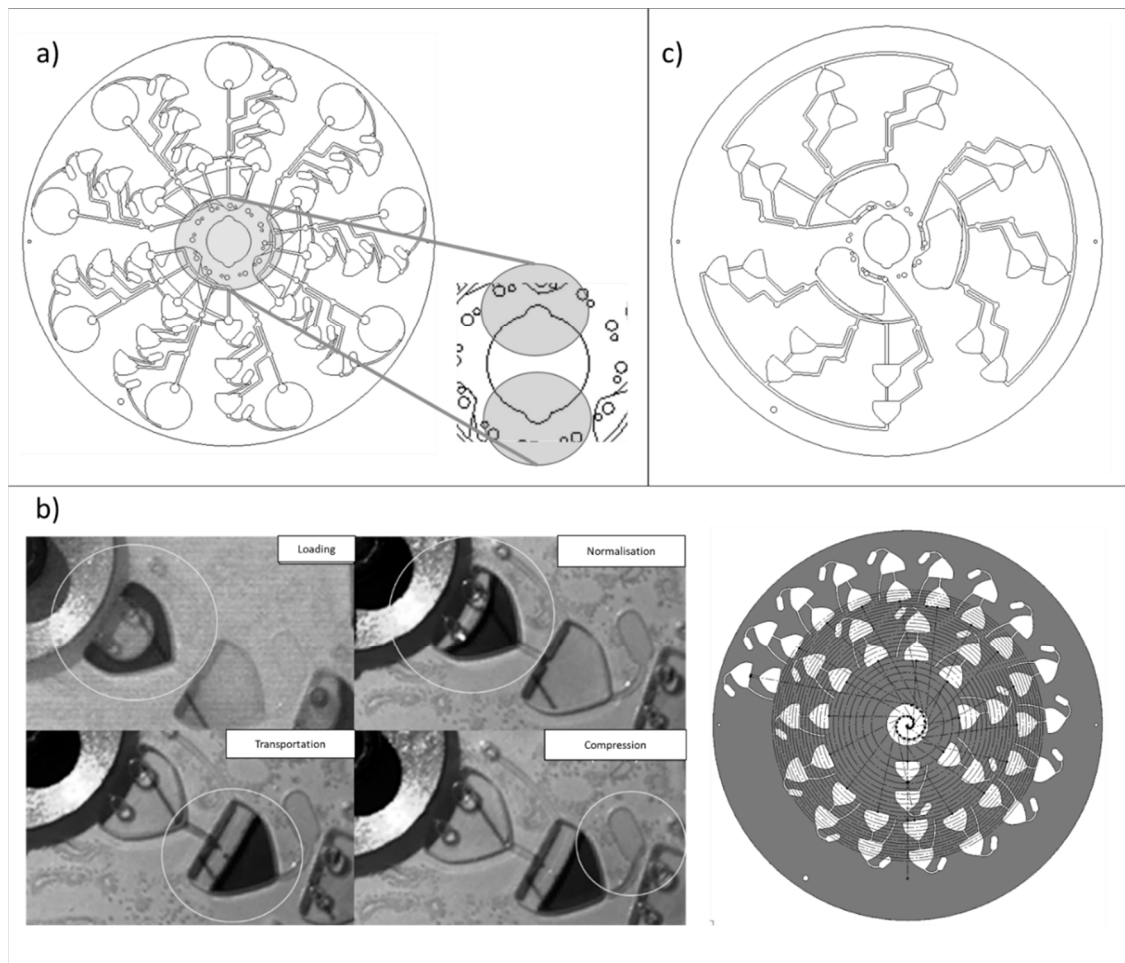 a)
c)
b)
Loading
Normalisation
Transportation
Compression